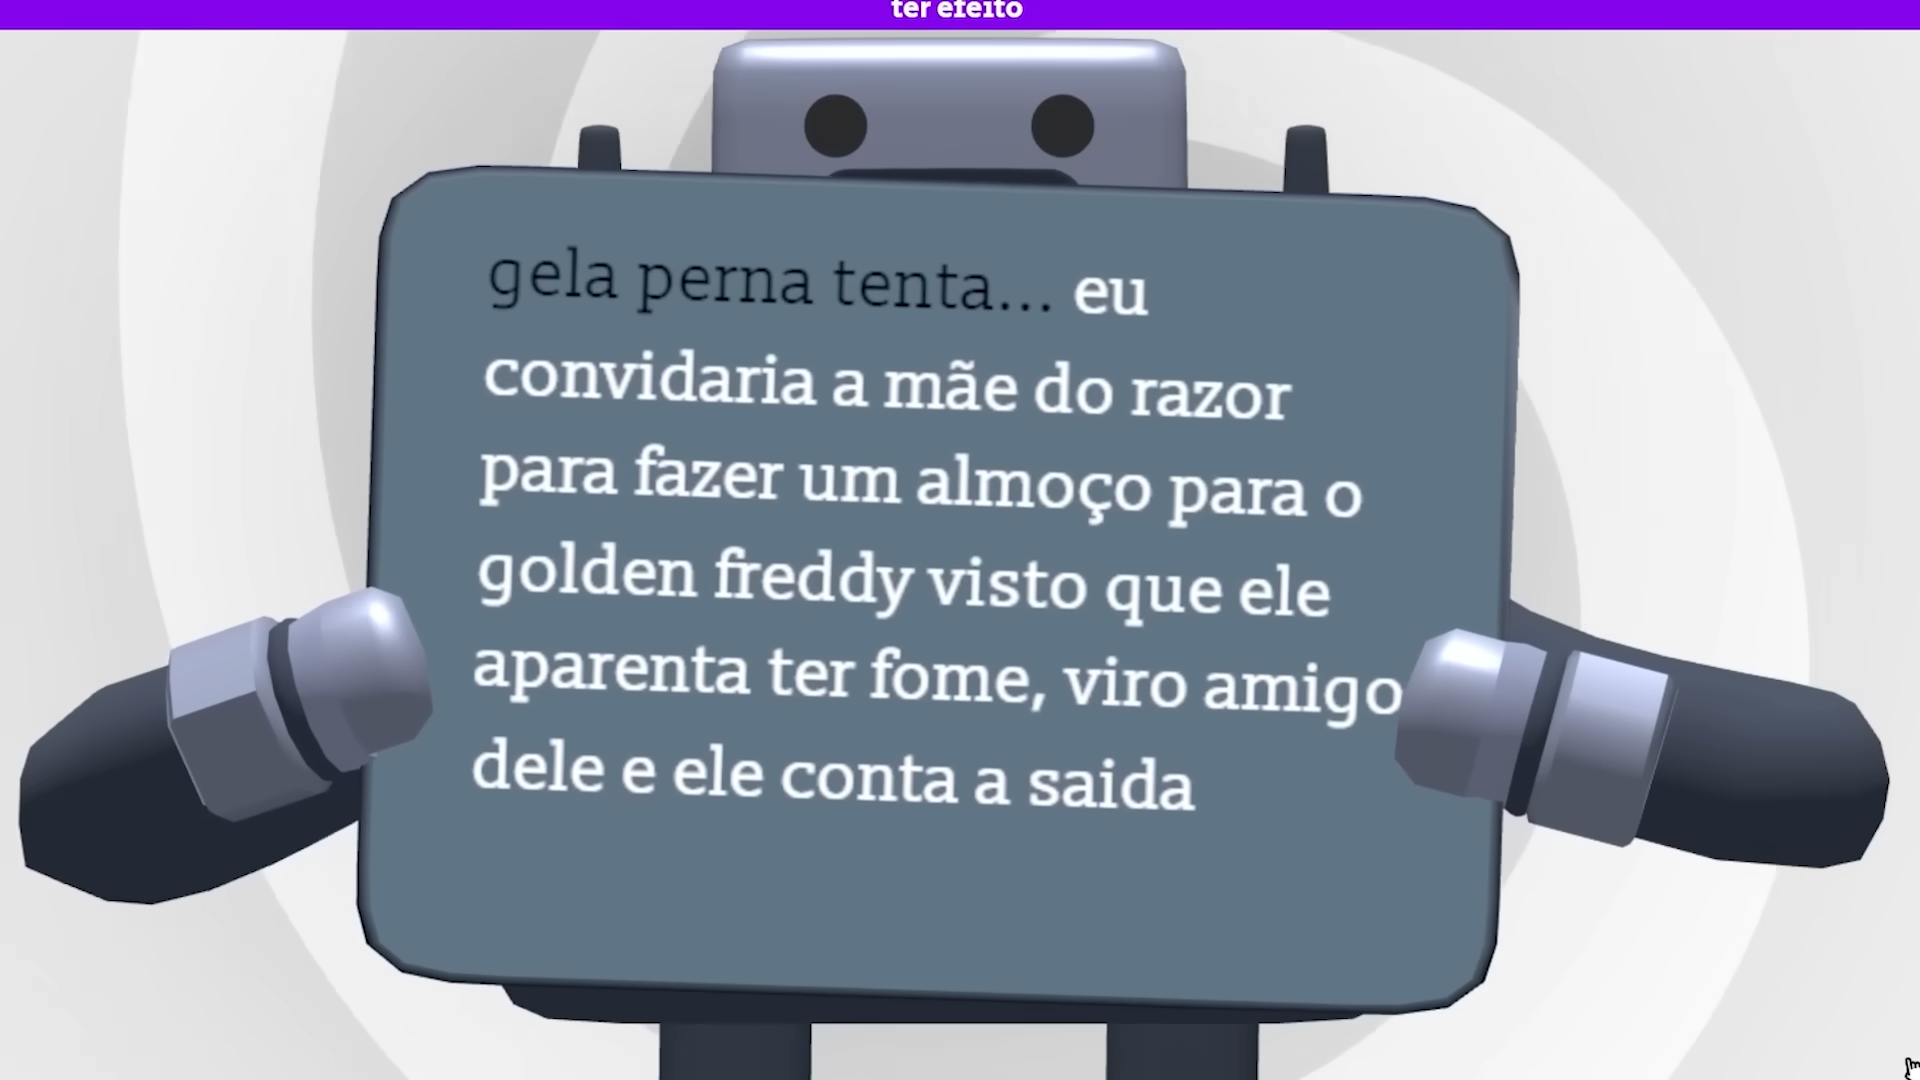 ter efeito
gela perna tenta... eu
convidaria a mãe do razor
para fazer um almoço para o
golden freddy visto que ele
aparenta ter fome, viro amigo
dele e ele conta a saida